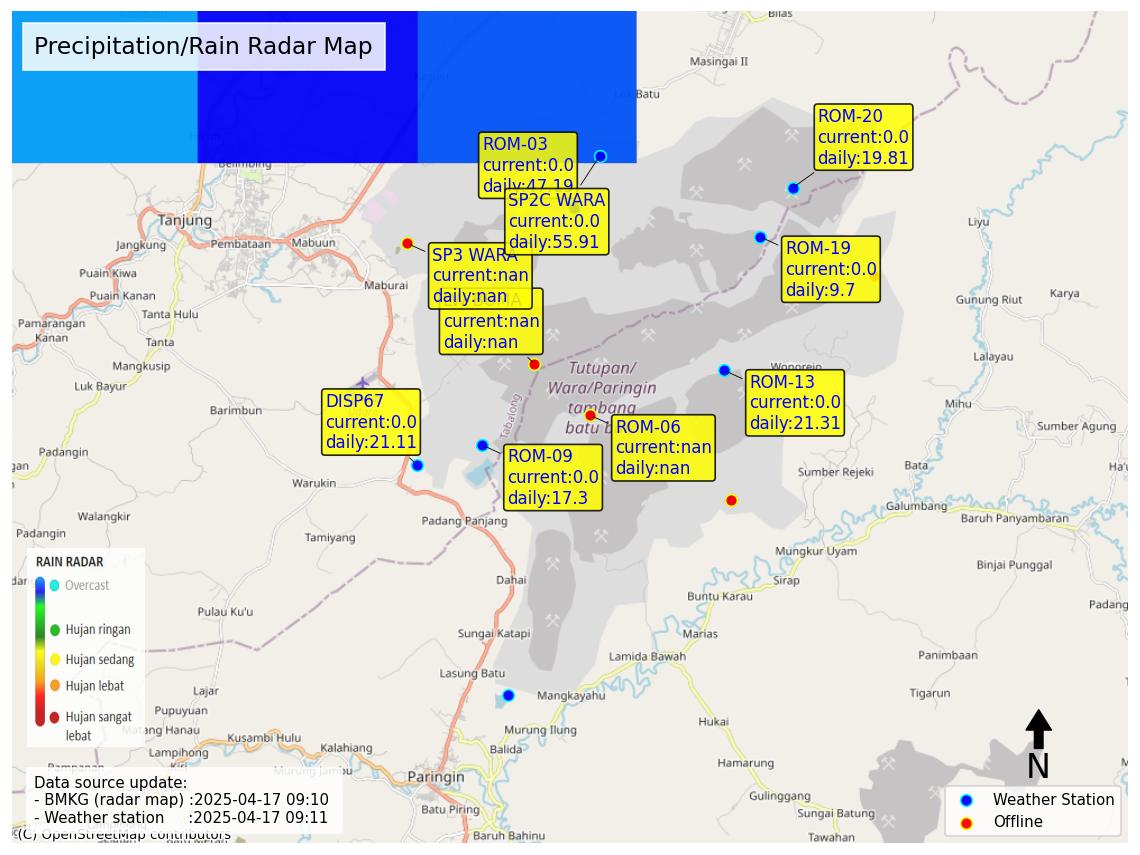 Precipitation/Rain Radar Map
Bilas
Masingai II
Batu
ROM-20
current:0.0
daily:19.81
ROM-03
current:0.0
daily:47.19
SP2C WARA
current:0.0
daily:55.91
Belimbing
Tanjung
Jangkung
Pembataan
Mabuun
Liyu
SP3 WARA
current:nan
daily:nan
ROM-19
current:0.0
daily:9.7
Puain Kiwa
Maburai
Puain Kanan
Tanta Hulu
Gunung Riut
Karya
current:nan
daily:nan
Pamarangan
Kanan
Tanta
Mangkusip
Luk Bayur
Lalayau
Tutupan/
Wara/Paringin
tambang
batu
Wonorejo
ROM-13
current:0.0
daily:21.31
DISP67
current:0.0
daily:21.11
Barimbun
Tabalong
Mihu
ROM-06
current:nan
daily:nan
Sumber Agung
Padangin
ROM-09
current:0.0
daily:17.3
Bata
Sumber Rejeki
Warukin
Galumbang
Walangkir
Padang Panjang
Baruh Panyambaran
Padangin
Tamiyang
Mungkur Uyam
Binjai Punggal
RAIN RADAR
Overcast
Hujan ringan
Hujan sedang
Hujan lebat
Hujan sangat
lebat
Dahai
Sirap
Buntu Karau
Padang
Pulau Ku'u
Sungai Katapi
Marias
Lamida Bawah
Panimbaan
Lasung Batu
Lajar
Mangkayahu
Tigarun
Pupuyuan
Matang Hanau
Murung Ilung
Hukai
Kusambi Hulu
Lampihong
Kalahiang
Balida
Hamarung
N
Murung Jambu
Paringin
Data source update:
- BMKG (radar map) :2025-04-17 09:10
- Weather station :2025-04-17 09:11
Gulinggang
Weather Station
Offline
Batu Piring
Sungai Batung
(C) OpenStreetMap contributors
Baruh Bahinu
Tawahan